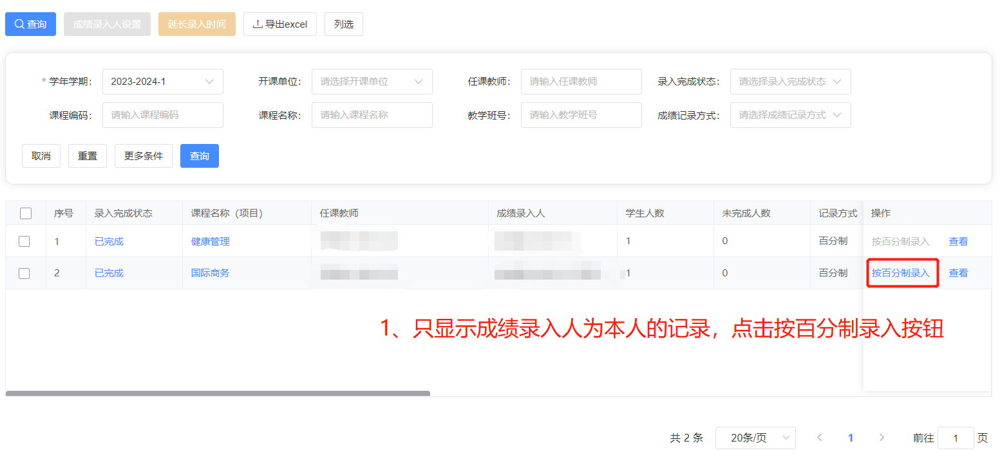 查询 成绩录入人设置 延长录入时间 导出excel 列选
* 学年学期： 2023-2024-1 开课单位： 请选择开课单位 任课教师： 请输入任课教师 录入完成状态： 请选择录入完成状态
课程编码： 请输入课程编码 课程名称： 请输入课程名称 教学班号： 请输入教学班号 成绩记录方式： 请选择成绩记录方式
取消 重置 更多条件 查询
序号 录入完成状态 课程名称（项目） 任课教师 成绩录入人 学生人数 未完成人数 记录方式 操作
1 已完成 健康管理 1 0 百分制 按百分制录入 查看
2 已完成 国际商务 1 0 百分制 按百分制录入 查看
1、只显示成绩录入人为本人的记录，点击按百分制录入按钮
共 2 条 20条/页 1 前往 1 页